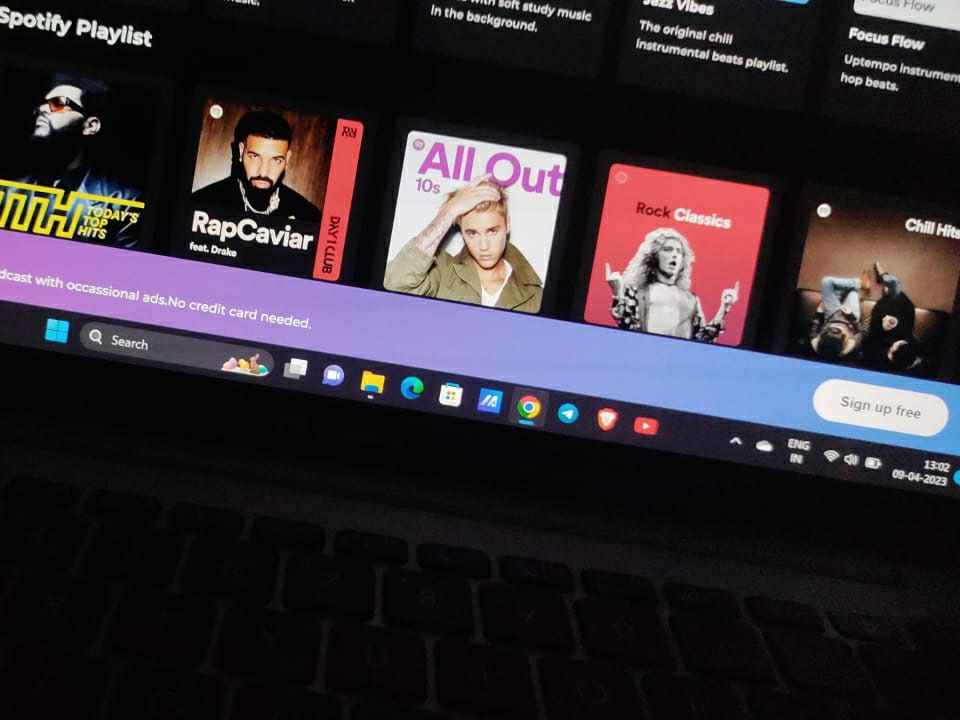 Spotify Playlist
music.
with soft study music
in the background.
Jazz Vibes
The original chill
instrumental beats playlist.
Focus Flow
Focus Flow
Uptempo instrumen
hop beats.
TODAY'S
TOP
HITS
RapCaviar
feat. Drake
DAY 1 CLUB
All Out
10s
Rock Classics
Chill Hits
dcast with occassional ads.No credit card needed.
Sign up free
Search
ENG
IN
13:02
09-04-2023